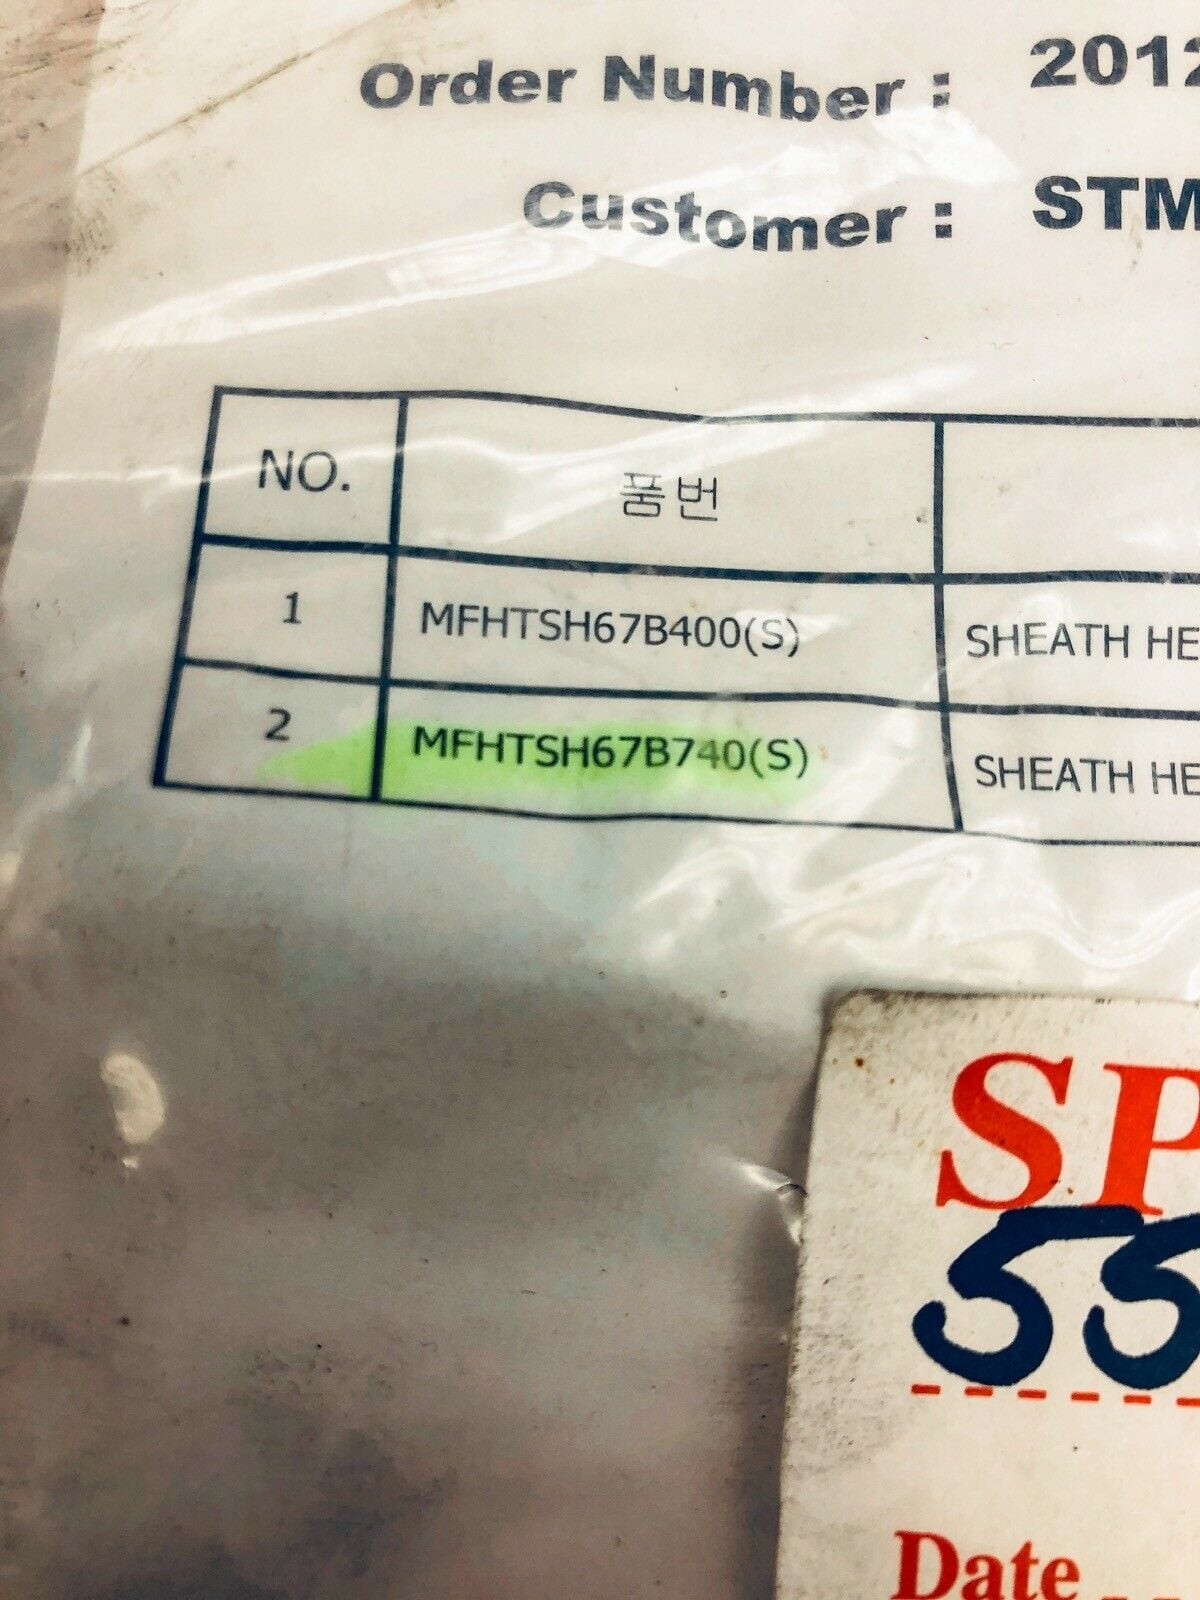 Order Number : 2012
Customer : STM
NO. 품번
1 MFHTSH67B400(S) SHEATH HE
2 MFHTSH67B740(S) SHEATH HE
SP
55
Date